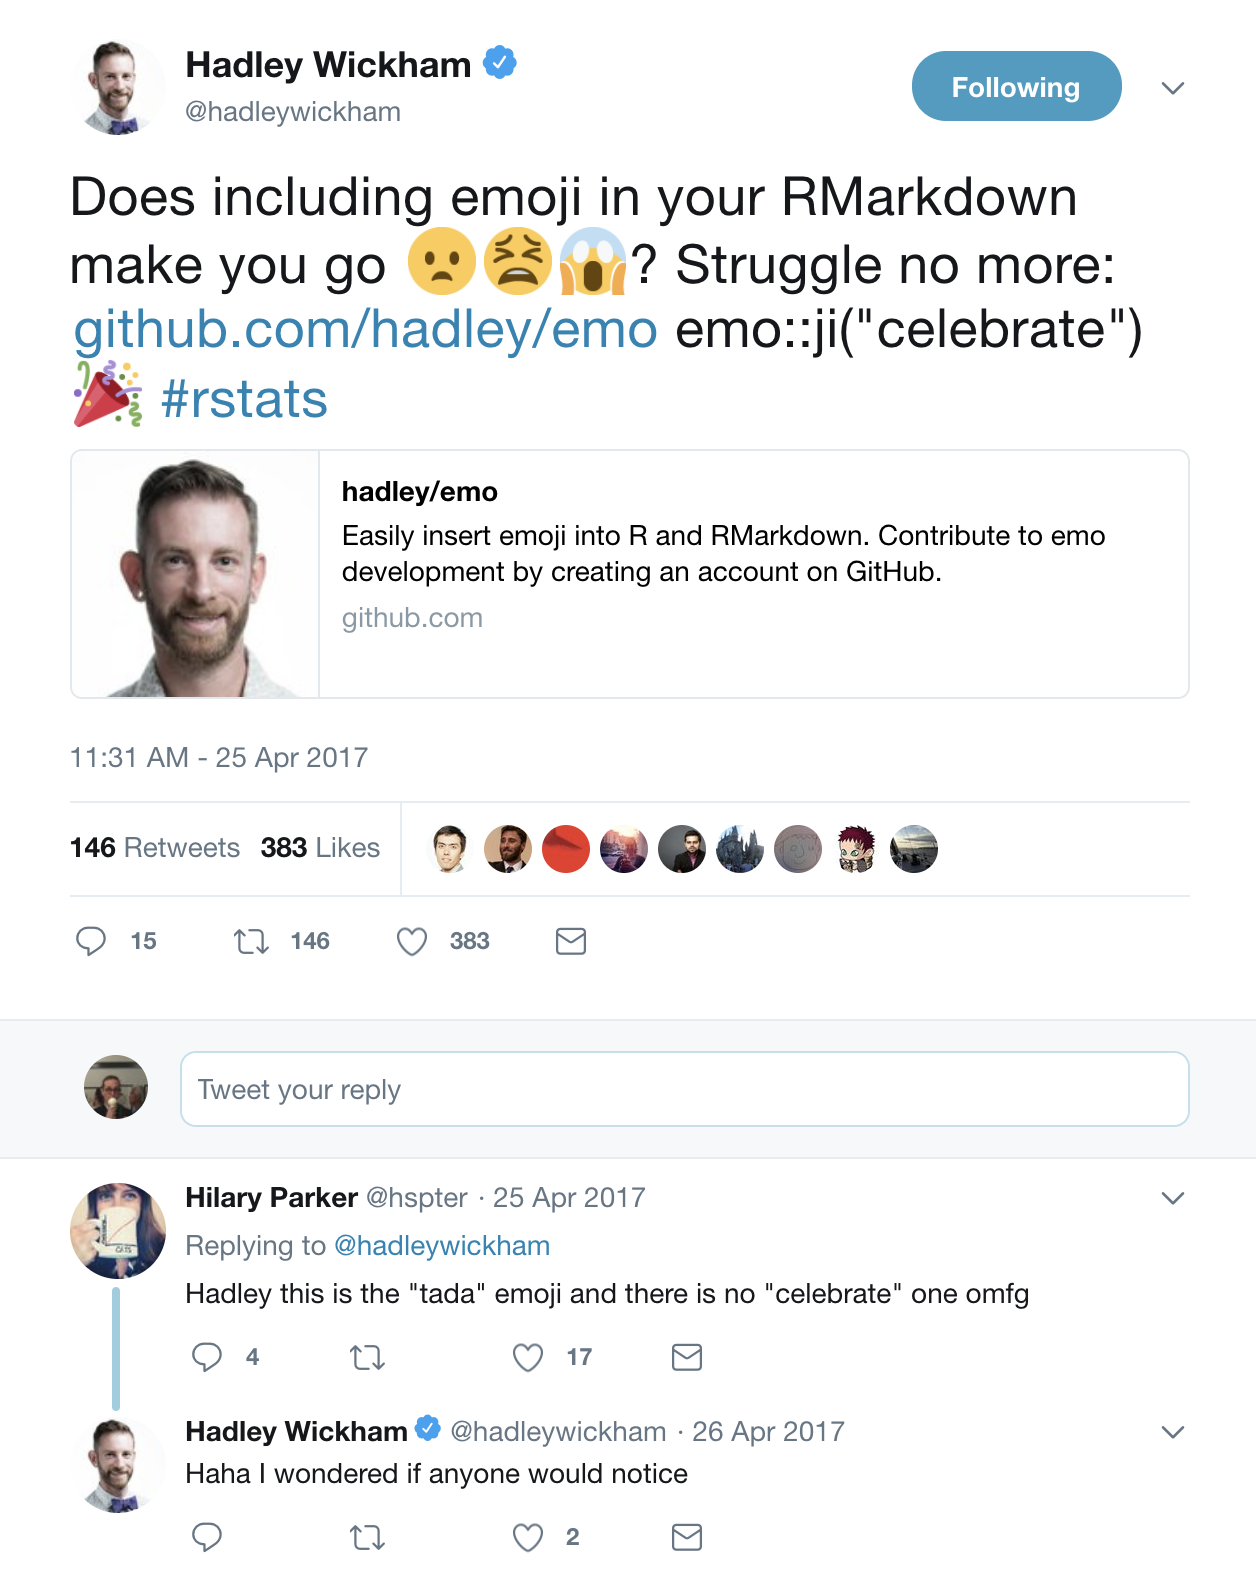 Hadley Wickham
@hadleywickham
Following
Does including emoji in your RMarkdown
make you go 😦😫😱? Struggle no more:
github.com/hadley/emo emo::ji("celebrate")
🎉 #rstats
hadley/emo
Easily insert emoji into R and RMarkdown. Contribute to emo
development by creating an account on GitHub.
github.com
11:31 AM - 25 Apr 2017
146 Retweets 383 Likes
15 146 383
Tweet your reply
Hilary Parker @hspter · 25 Apr 2017
Replying to @hadleywickham
Hadley this is the "tada" emoji and there is no "celebrate" one omfg
4 17
Hadley Wickham @hadleywickham · 26 Apr 2017
Haha I wondered if anyone would notice
2